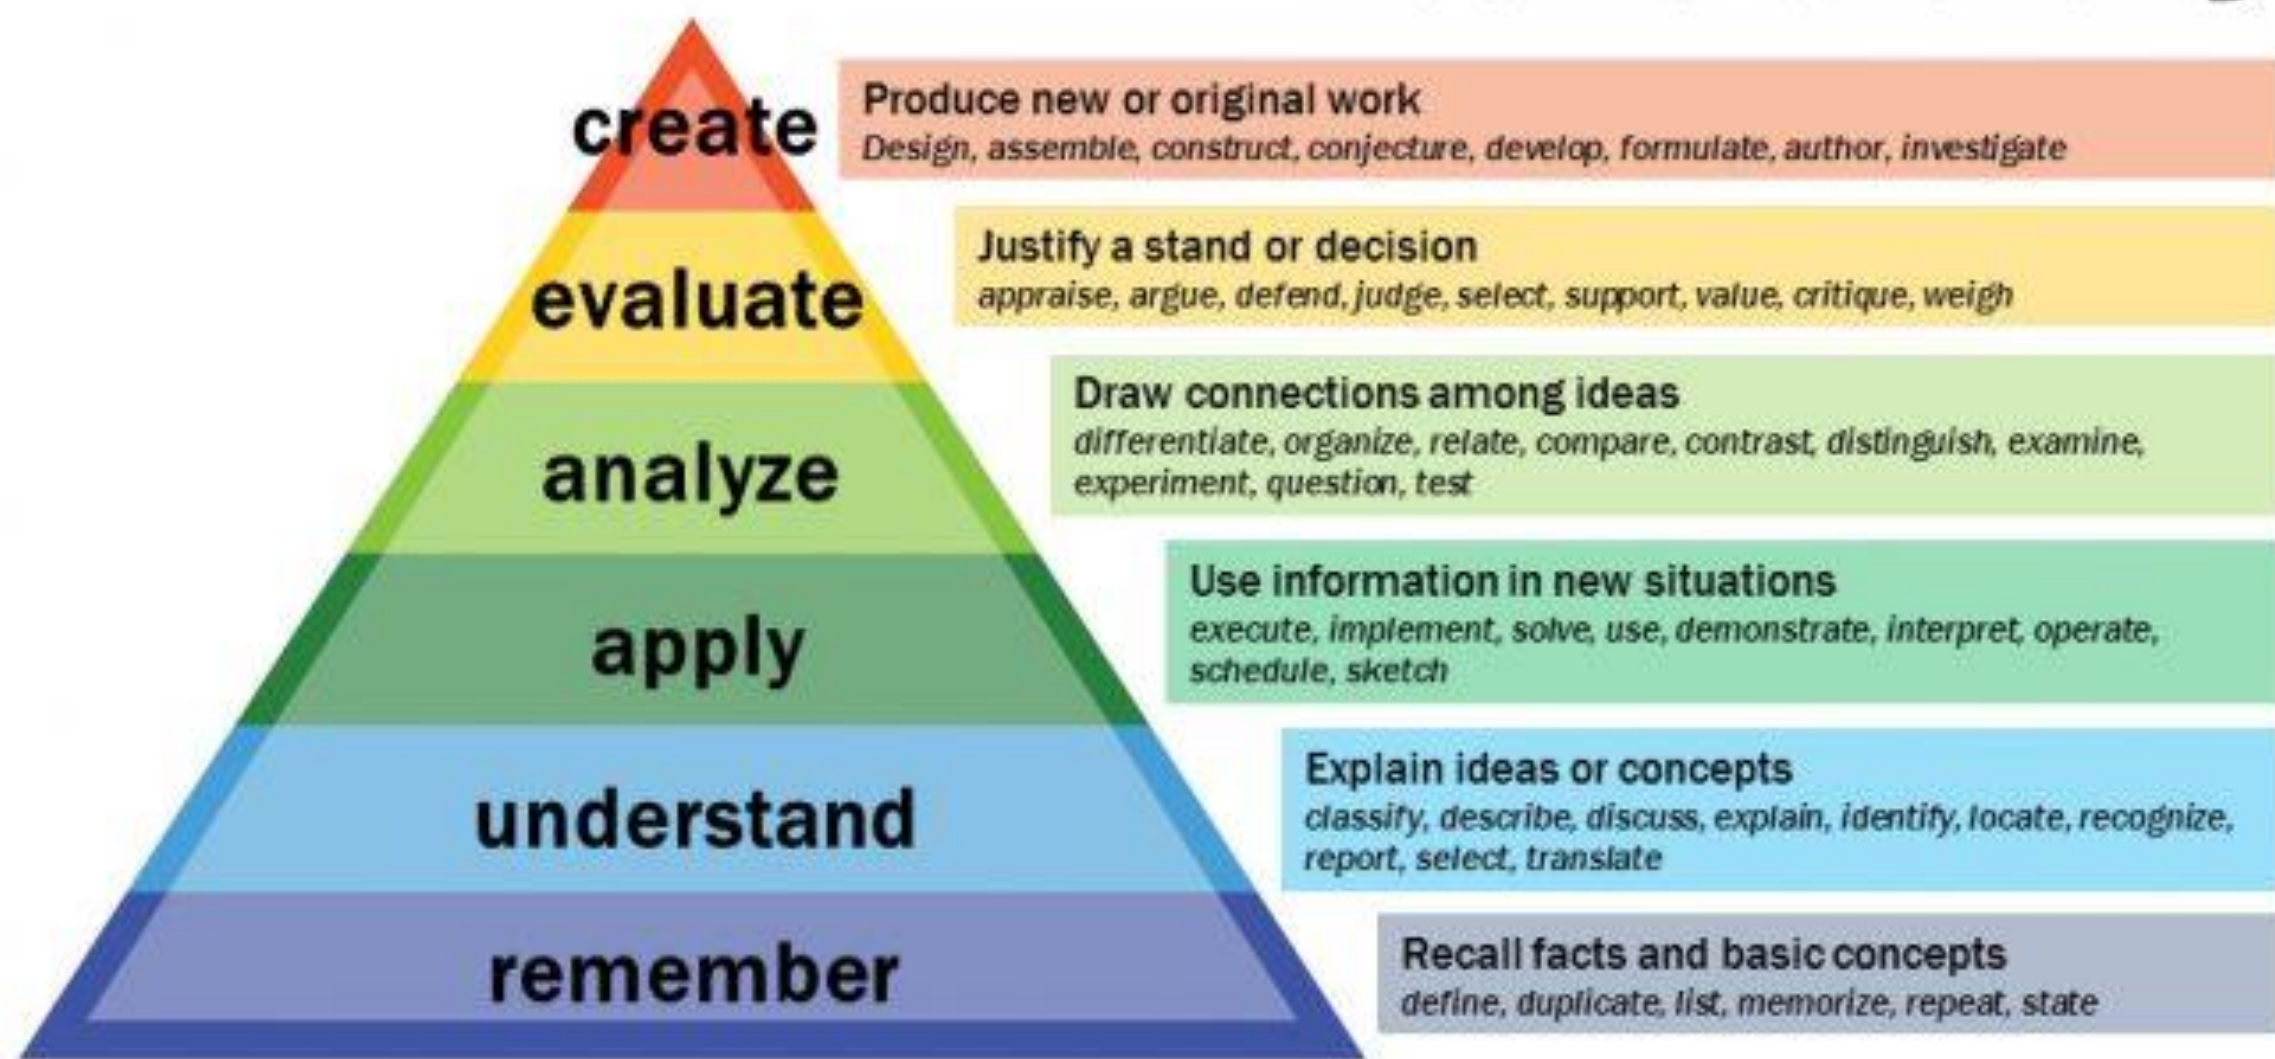 create
Produce new or original work
Design, assemble, construct, conjecture, develop, formulate, author, investigate
evaluate
Justify a stand or decision
appraise, argue, defend, judge, select, support, value, critique, weigh
analyze
Draw connections among ideas
differentiate, organize, relate, compare, contrast, distinguish, examine,
experiment, question, test
apply
Use information in new situations
execute, implement, solve, use, demonstrate, interpret, operate,
schedule, sketch
understand
Explain ideas or concepts
classify, describe, discuss, explain, identify, locate, recognize,
report, select, translate
remember
Recall facts and basic concepts
define, duplicate, list, memorize, repeat, state